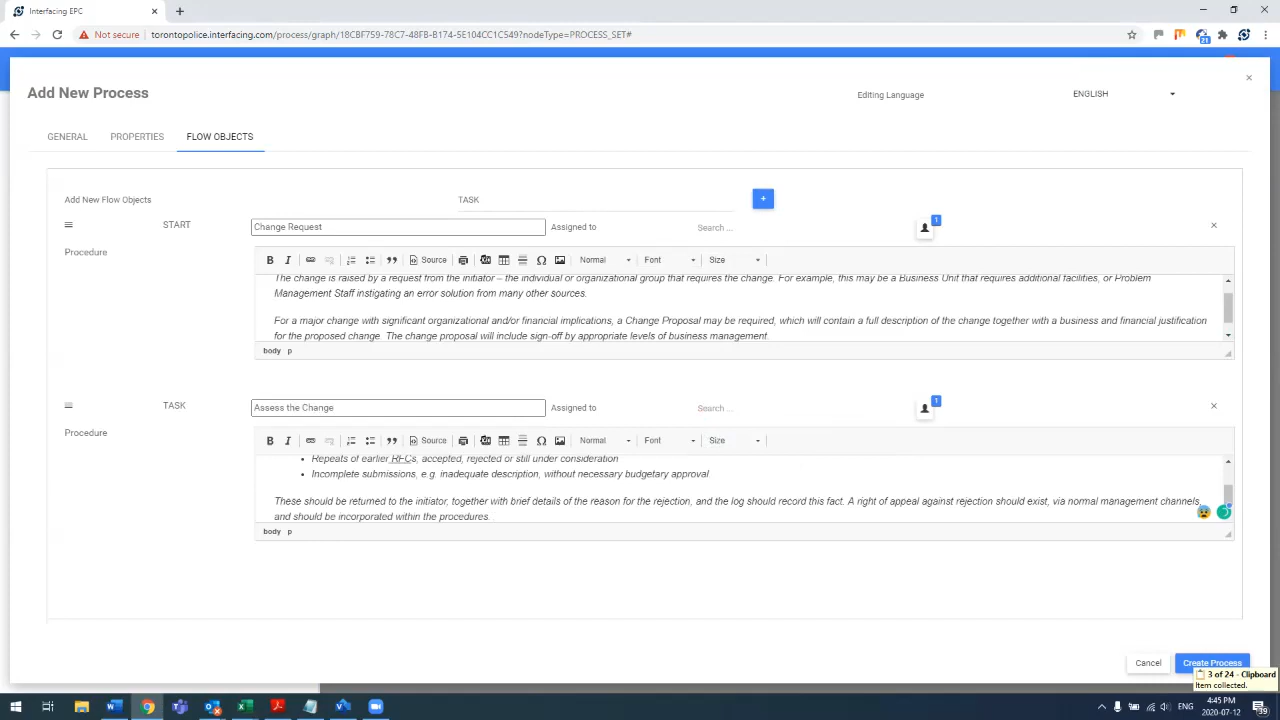 Interfacing EPC
Not secure
torontopolice.interfacing.com/process/graph/18CBF759-78C7-48FB-B174-5E104CC1C549?nodeType=PROCESS_SET#
21
Add New Process
Editing Language
ENGLISH
GENERAL
PROPERTIES
FLOW OBJECTS
Add New Flow Objects
TASK
+
START
Change Request
Assigned to
Search ...
1
Procedure
B I Source Normal Font Size
The change is raised by a request from the initiator – the individual or organizational group that requires the change. For example, this may be a Business Unit that requires additional facilities, or Problem
Management Staff instigating an error solution from many other sources.
For a major change with significant organizational and/or financial implications, a Change Proposal may be required, which will contain a full description of the change together with a business and financial justification
for the proposed change. The change proposal will include sign-off by appropriate levels of business management.
body p
TASK
Assess the Change
Assigned to
Search ...
1
Procedure
B I Source Normal Font Size
• Repeats of earlier RFCs, accepted, rejected or still under consideration
• Incomplete submissions, e.g. inadequate description, without necessary budgetary approval.
These should be returned to the initiator, together with brief details of the reason for the rejection, and the log should record this fact. A right of appeal against rejection should exist, via normal management channels,
and should be incorporated within the procedures.
body p
Cancel
Create Process
3 of 24 - Clipboard
Item collected.
ENG
4:45 PM
2020-07-12
39